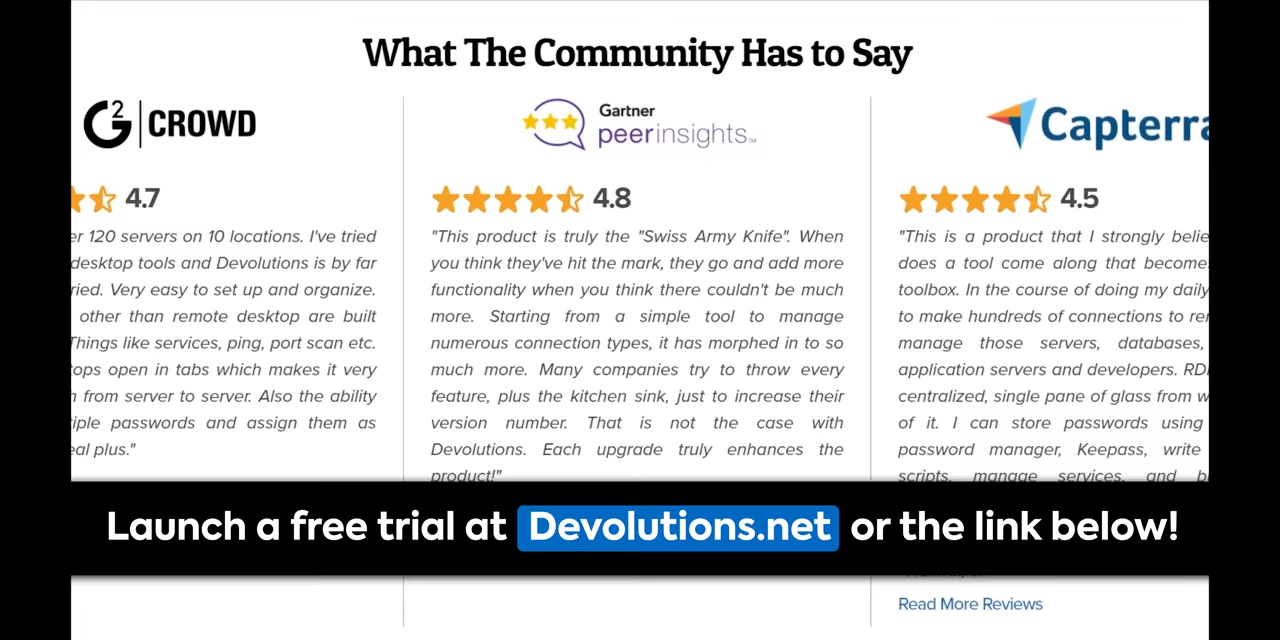 What The Community Has to Say
G2 | CROWD
4.7
120 servers on 10 locations. I've tried
desktop tools and Devolutions is by far
Very easy to set up and organize.
other than remote desktop are built
Things like services, ping, port scan etc.
open in tabs which makes it very
from server to server. Also the ability
passwords and assign them as
plus."
Gartner
peerinsights™
4.8
"This product is truly the "Swiss Army Knife". When
you think they've hit the mark, they go and add more
functionality when you think there couldn't be much
more. Starting from a simple tool to manage
numerous connection types, it has morphed in to so
much more. Many companies try to throw every
feature, plus the kitchen sink, just to increase their
version number. That is not the case with
Devolutions. Each upgrade truly enhances the
product!"
Capterra
4.5
"This is a product that I strongly
does a tool come along that becomes
toolbox. In the course of doing my daily
to make hundreds of connections to
manage those servers, databases,
application servers and developers.
centralized, single pane of glass from
of it. I can store passwords using
password manager, Keepass, write
scripts, manage services, and
Read More Reviews
Launch a free trial at Devolutions.net or the link below!